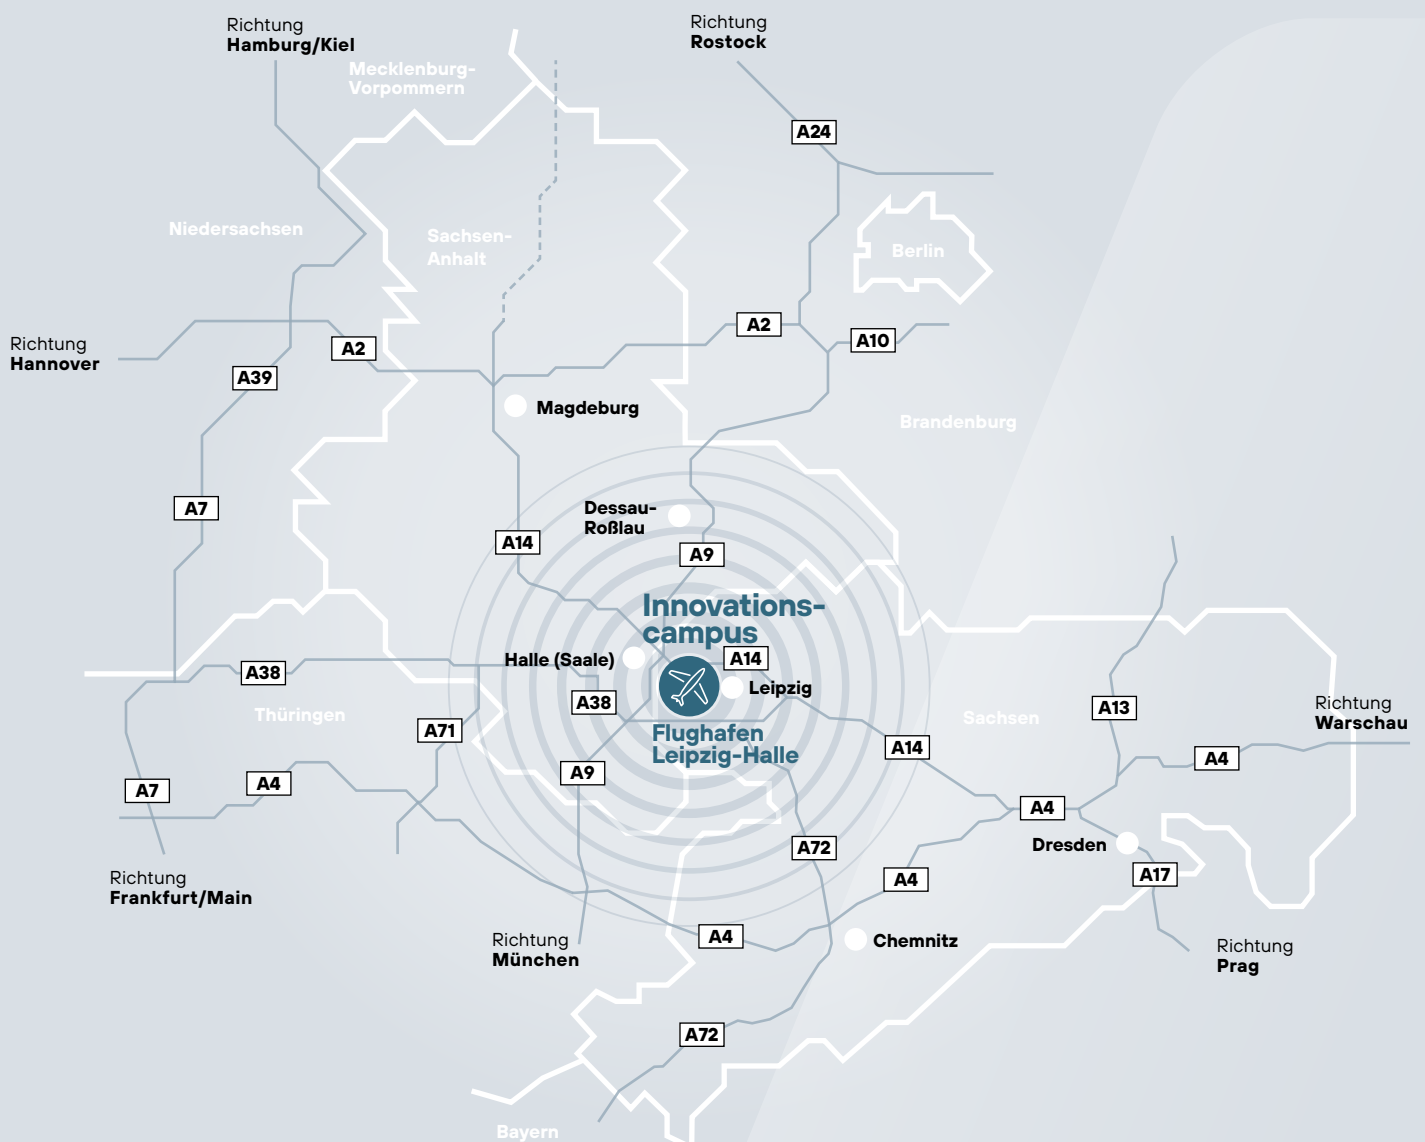 Richtung
Hamburg/Kiel
Richtung
Rostock
Mecklenburg-
Vorpommern
A24
Niedersachsen
Sachsen-
Anhalt
Berlin
Richtung
Hannover
A2
A2
A10
A39
Magdeburg
Brandenburg
A7
Dessau-
Roßlau
A14
A9
Innovations-
campus
Halle (Saale)
A14
Leipzig
A38
A38
Thüringen
A71
Flughafen
Leipzig-Halle
Sachsen
A13
Richtung
Warschau
A14
A4
A9
A7
A4
A4
Dresden
A72
A17
A4
Richtung
Frankfurt/Main
A4
Chemnitz
Richtung
München
Richtung
Prag
A72
Bayern